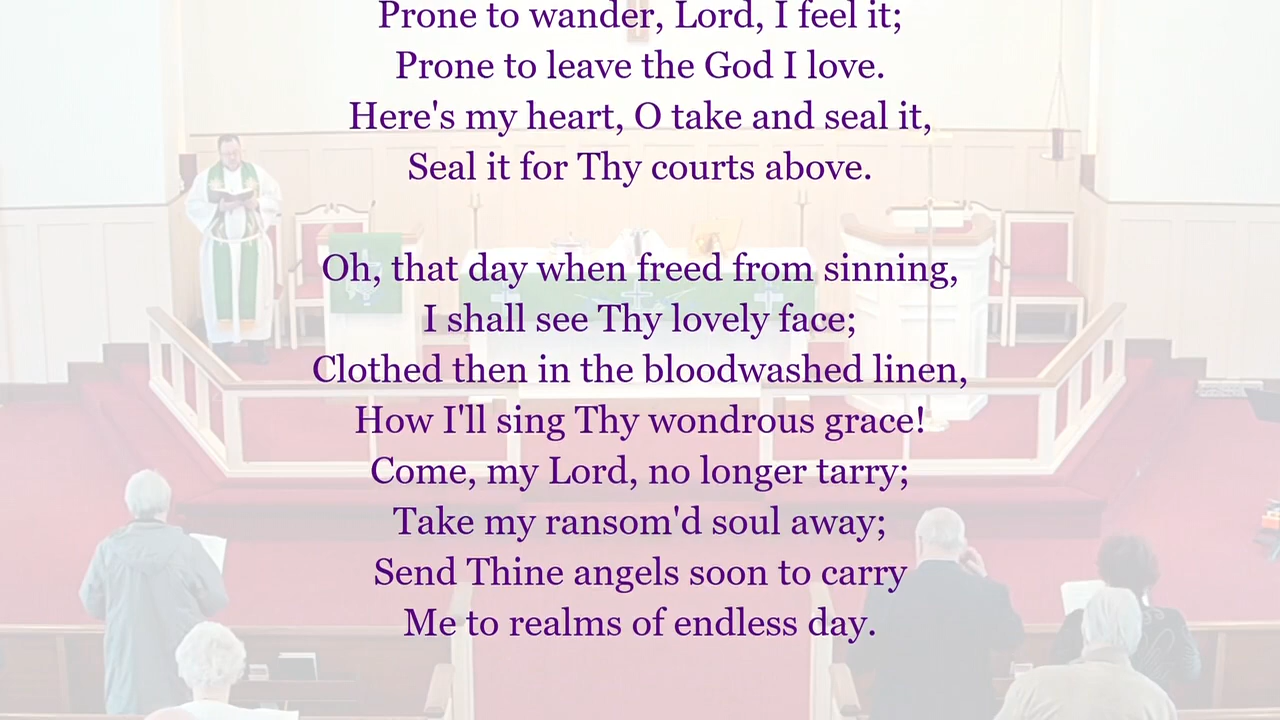 Prone to wander, Lord, I feel it;
Prone to leave the God I love.
Here's my heart, O take and seal it,
Seal it for Thy courts above.
Oh, that day when freed from sinning,
I shall see Thy lovely face;
Clothed then in the bloodwashed linen,
How I'll sing Thy wondrous grace!
Come, my Lord, no longer tarry;
Take my ransom'd soul away;
Send Thine angels soon to carry
Me to realms of endless day.